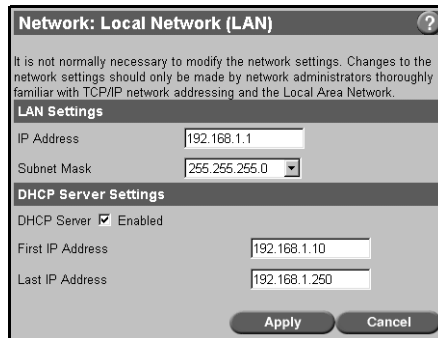 Network: Local Network (LAN) ?
It is not normally necessary to modify the network settings. Changes to the
network settings should only be made by network administrators thoroughly
familiar with TCP/IP network addressing and the Local Area Network.
LAN Settings
IP Address 192.168.1.1
Subnet Mask 255.255.255.0
DHCP Server Settings
DHCP Server Enabled
First IP Address 192.168.1.10
Last IP Address 192.168.1.250
Apply Cancel